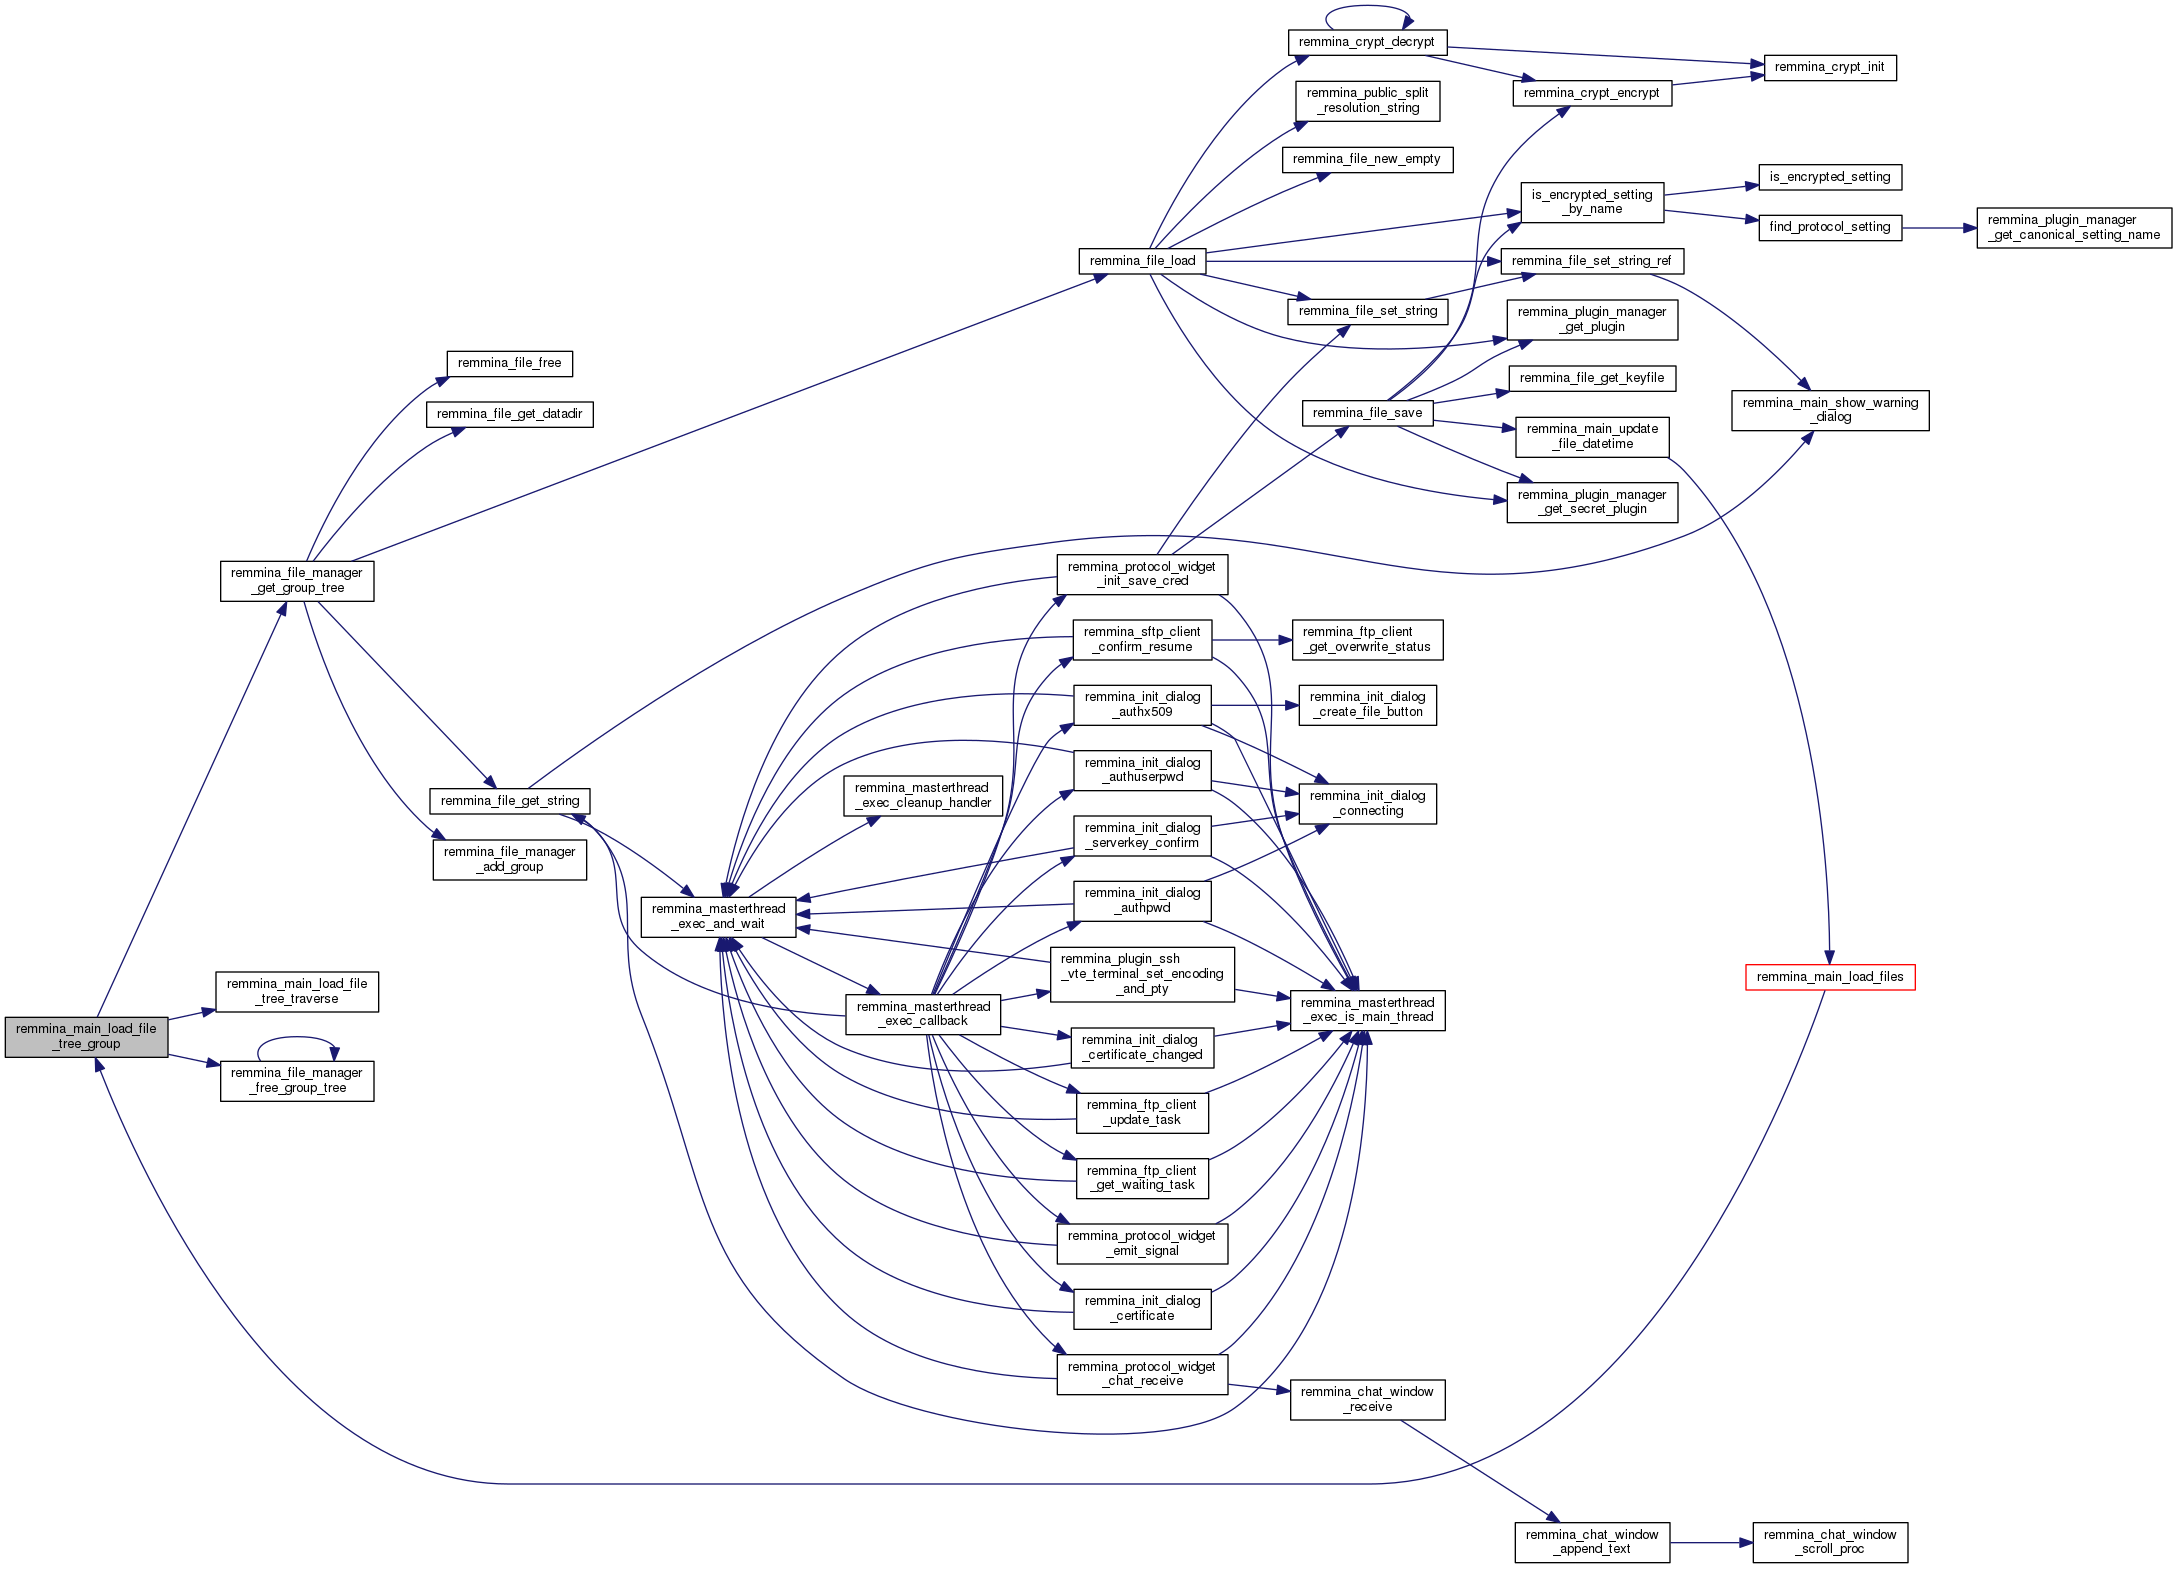 remmina_crypt_decrypt
remmina_crypt_init
remmina_crypt_encrypt
remmina_public_split
_resolution_string
remmina_file_new_empty
is_encrypted_setting
is_encrypted_setting
_by_name
find_protocol_setting
remmina_plugin_manager
_get_canonical_setting_name
remmina_file_load
remmina_file_set_string_ref
remmina_file_set_string
remmina_plugin_manager
_get_plugin
remmina_file_free
remmina_file_get_keyfile
remmina_file_get_datadir
remmina_file_save
remmina_main_show_warning
_dialog
remmina_main_update
_file_datetime
remmina_plugin_manager
_get_secret_plugin
remmina_file_manager
_get_group_tree
remmina_protocol_widget
_init_save_cred
remmina_sftp_client
_confirm_resume
remmina_ftp_client
_get_overwrite_status
remmina_init_dialog
_authx509
remmina_init_dialog
_create_file_button
remmina_init_dialog
_authuserpwd
remmina_file_get_string
remmina_masterthread
_exec_cleanup_handler
remmina_init_dialog
_connecting
remmina_init_dialog
_serverkey_confirm
remmina_file_manager
_add_group
remmina_init_dialog
_authpwd
remmina_masterthread
_exec_and_wait
remmina_plugin_ssh
_vte_terminal_set_encoding
_and_pty
remmina_main_load_files
remmina_main_load_file
_tree_traverse
remmina_masterthread
_exec_callback
remmina_masterthread
_exec_is_main_thread
remmina_main_load_file
_tree_group
remmina_init_dialog
_certificate_changed
remmina_file_manager
_free_group_tree
remmina_ftp_client
_update_task
remmina_ftp_client
_get_waiting_task
remmina_protocol_widget
_emit_signal
remmina_init_dialog
_certificate
remmina_protocol_widget
_chat_receive
remmina_chat_window
_receive
remmina_chat_window
_append_text
remmina_chat_window
_scroll_proc